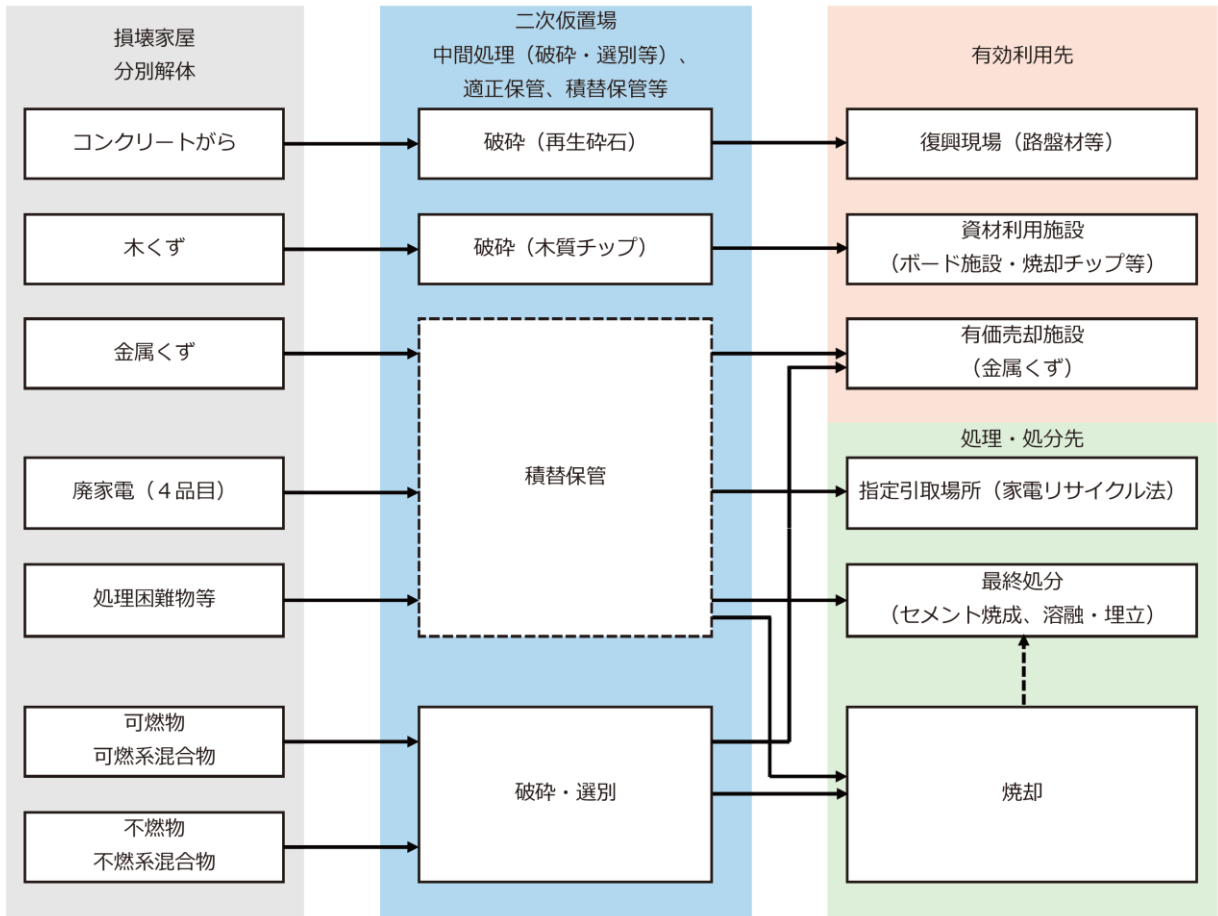 損壊家屋
分別解体
コンクリートがら
木くず
金属くず
廃家電（４品目）
処理困難物等
可燃物
可燃系混合物
不燃物
不燃系混合物
二次仮置場
中間処理（破砕・選別等）、
適正保管、積替保管等
破砕（再生砕石）
破砕（木質チップ）
積替保管
破砕・選別
有効利用先
復興現場（路盤材等）
資材利用施設
（ボード施設・焼却チップ等）
有価売却施設
（金属くず）
処理・処分先
指定引取場所（家電リサイクル法）
最終処分
（セメント焼成、溶融・埋立）
焼却